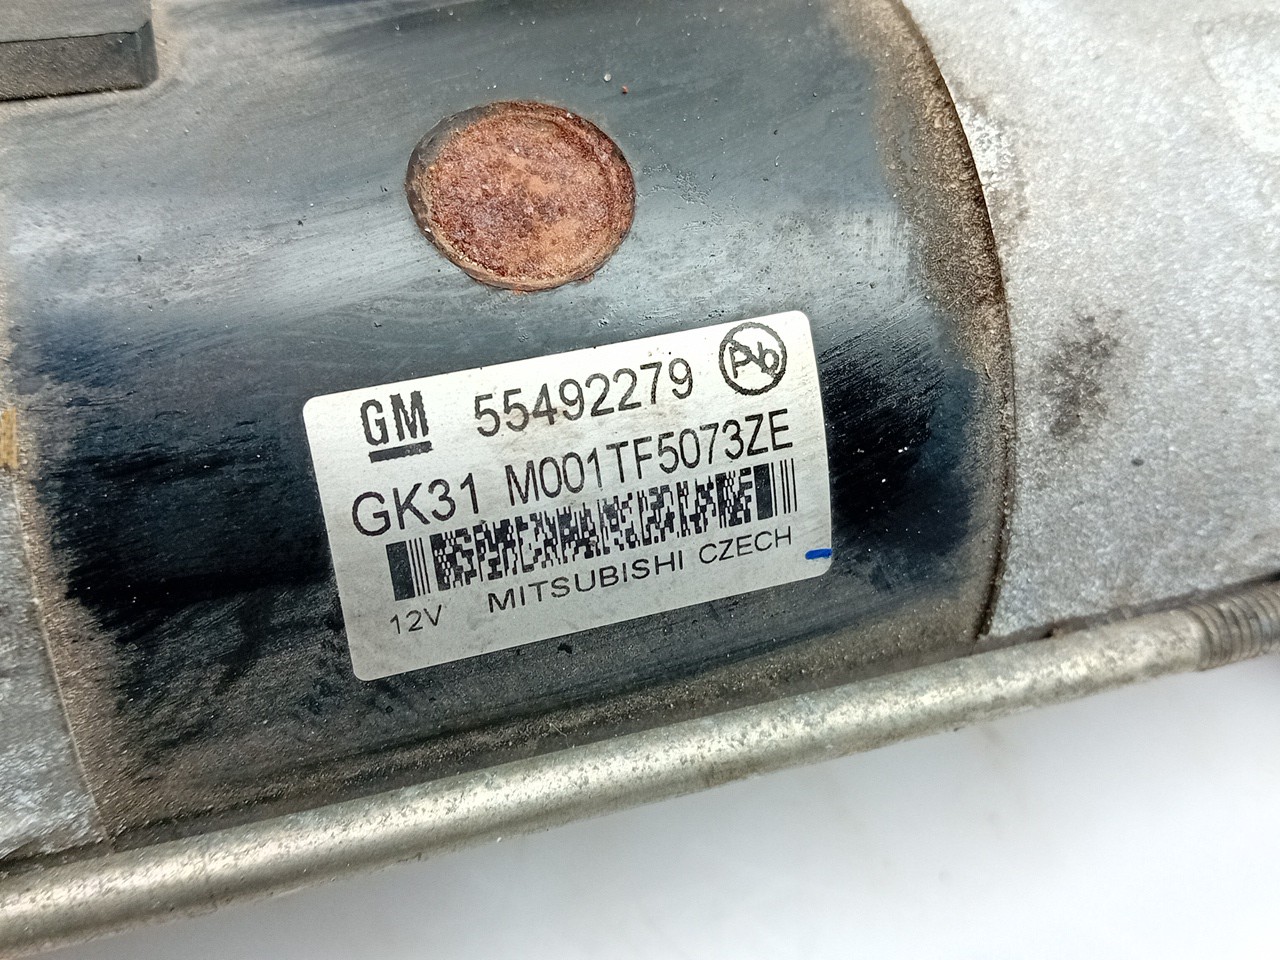 GM 55492279 Pb
GK31 M001TF5073ZE
12V MITSUBISHI CZECH